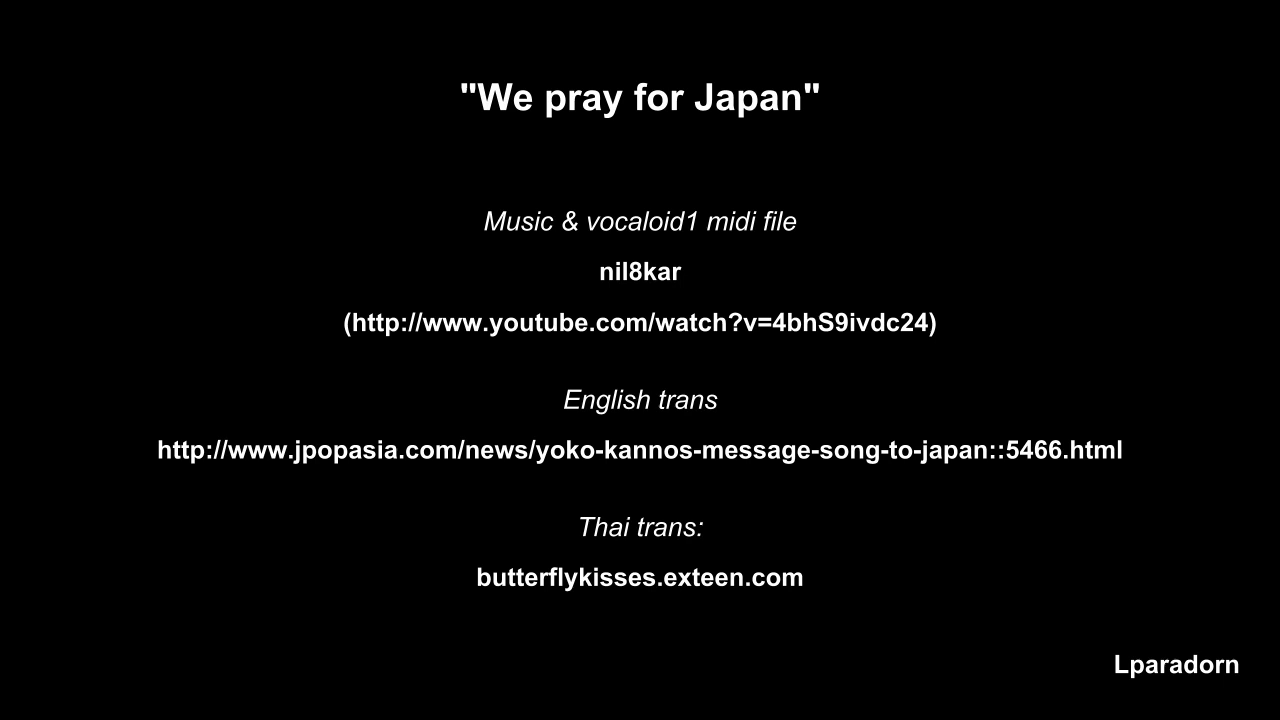 "We pray for Japan"
Music & vocaloid1 midi file
nil8kar
(http://www.youtube.com/watch?v=4bhS9ivdc24)
English trans
http://www.jpopasia.com/news/yoko-kannos-message-song-to-japan::5466.html
Thai trans:
butterflykisses.exteen.com
Lparadorn